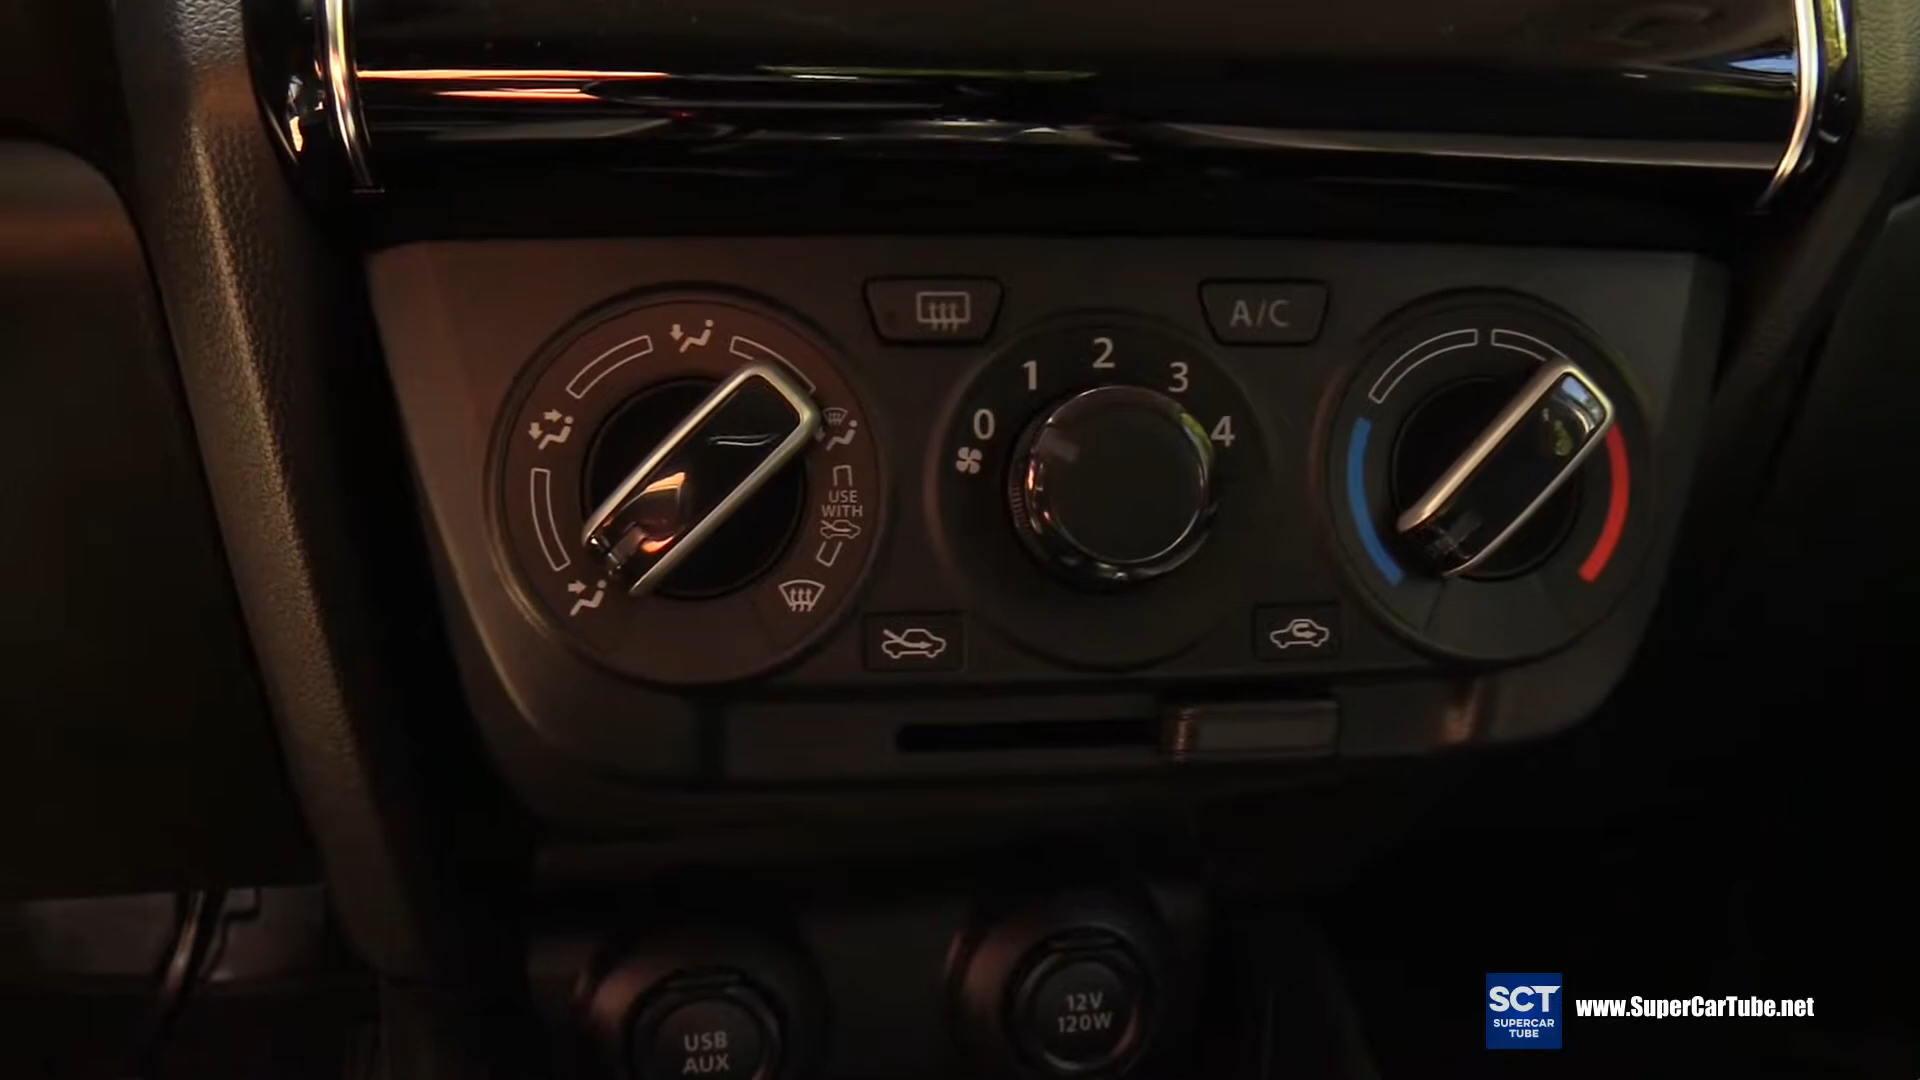 A/C
0
1
2
3
4
USE
WITH
USB
AUX
12V
120W
SCT
SUPERCAR
TUBE
www.SuperCarTube.net